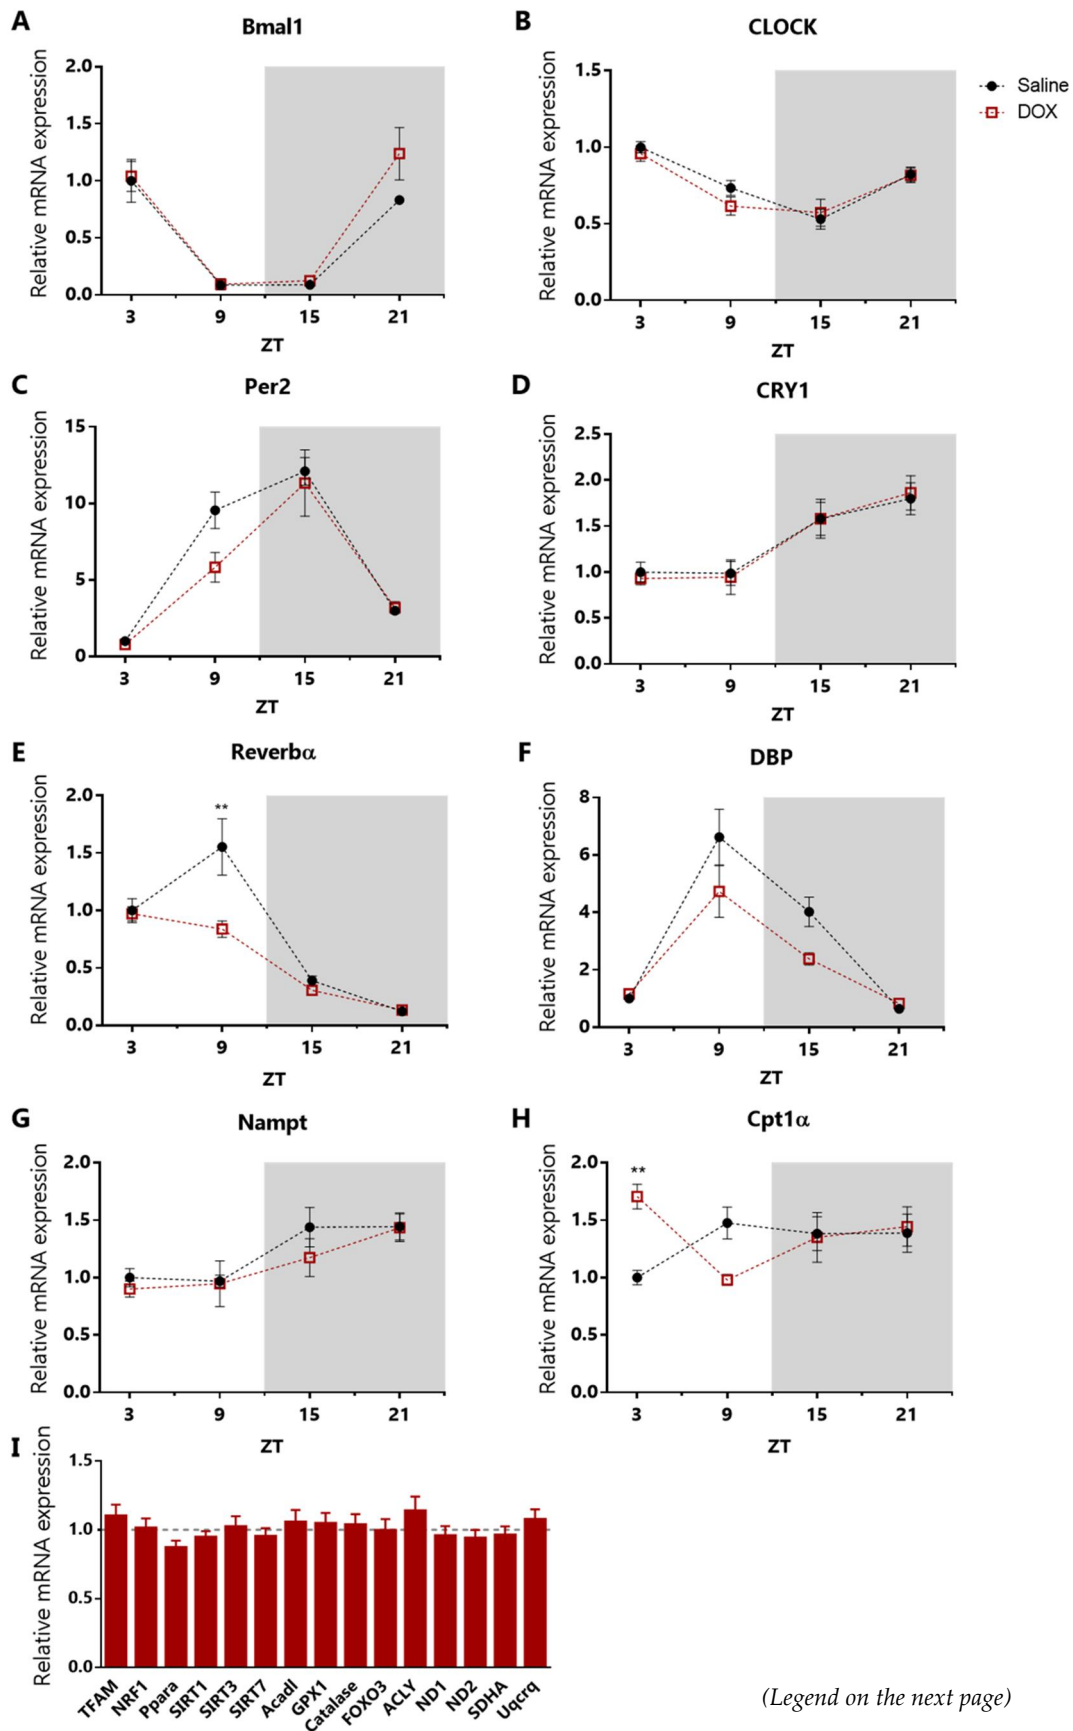 A
Bmal1
Relative mRNA expression
2.0
1.5
1.0
0.5
0.0
3 9 15 21
ZT
B
CLOCK
Relative mRNA expression
1.5
1.0
0.5
0.0
3 9 15 21
ZT
Saline
DOX
C
Per2
Relative mRNA expression
15
10
5
0
3 9 15 21
ZT
D
CRY1
Relative mRNA expression
2.5
2.0
1.5
1.0
0.5
0.0
3 9 15 21
ZT
E
Reverbα
Relative mRNA expression
2.0
1.5
1.0
0.5
0.0
**
3 9 15 21
ZT
F
DBP
Relative mRNA expression
8
6
4
2
0
3 9 15 21
ZT
G
Nampt
Relative mRNA expression
2.0
1.5
1.0
0.5
0.0
3 9 15 21
ZT
H
Cpt1α
Relative mRNA expression
2.0
1.5
1.0
0.5
0.0
**
3 9 15 21
ZT
I
Relative mRNA expression
1.5
1.0
0.5
0.0
TFAM
NRF1
Ppara
SIRT1
SIRT3
SIRT7
Acadl
GPX1
Catalase
FOXO3
ACLY
ND1
ND2
SDHA
Uqcrq
(Legend on the next page)